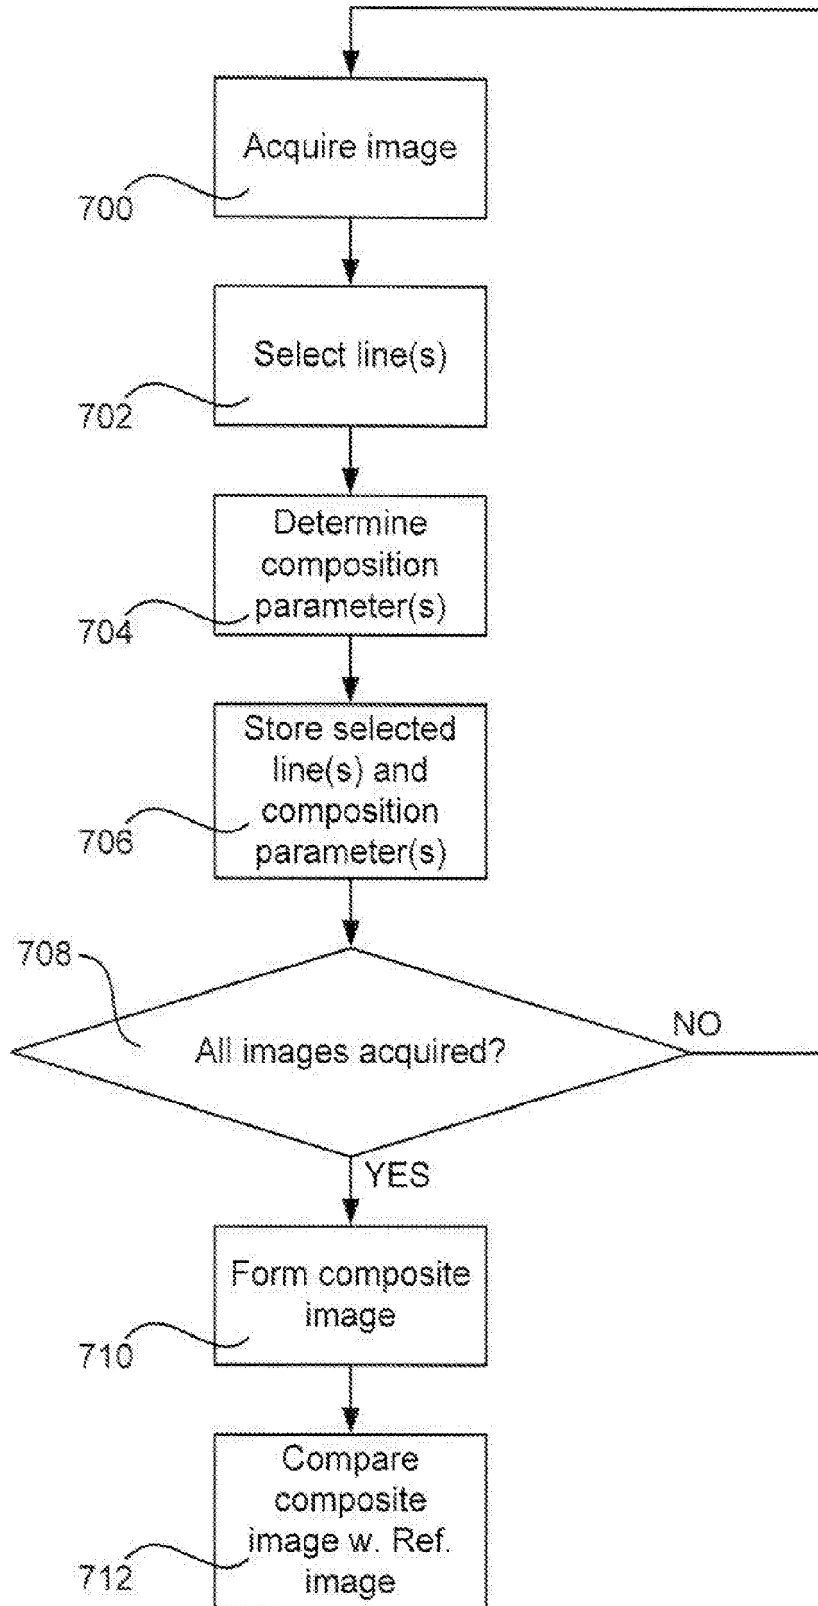 Acquire image
700
Select line(s)
702
Determine
composition
parameter(s)
704
Store selected
line(s) and
composition
parameter(s)
706
708
All images acquired?
NO
YES
Form composite
image
710
Compare
composite
image w. Ref.
image
712